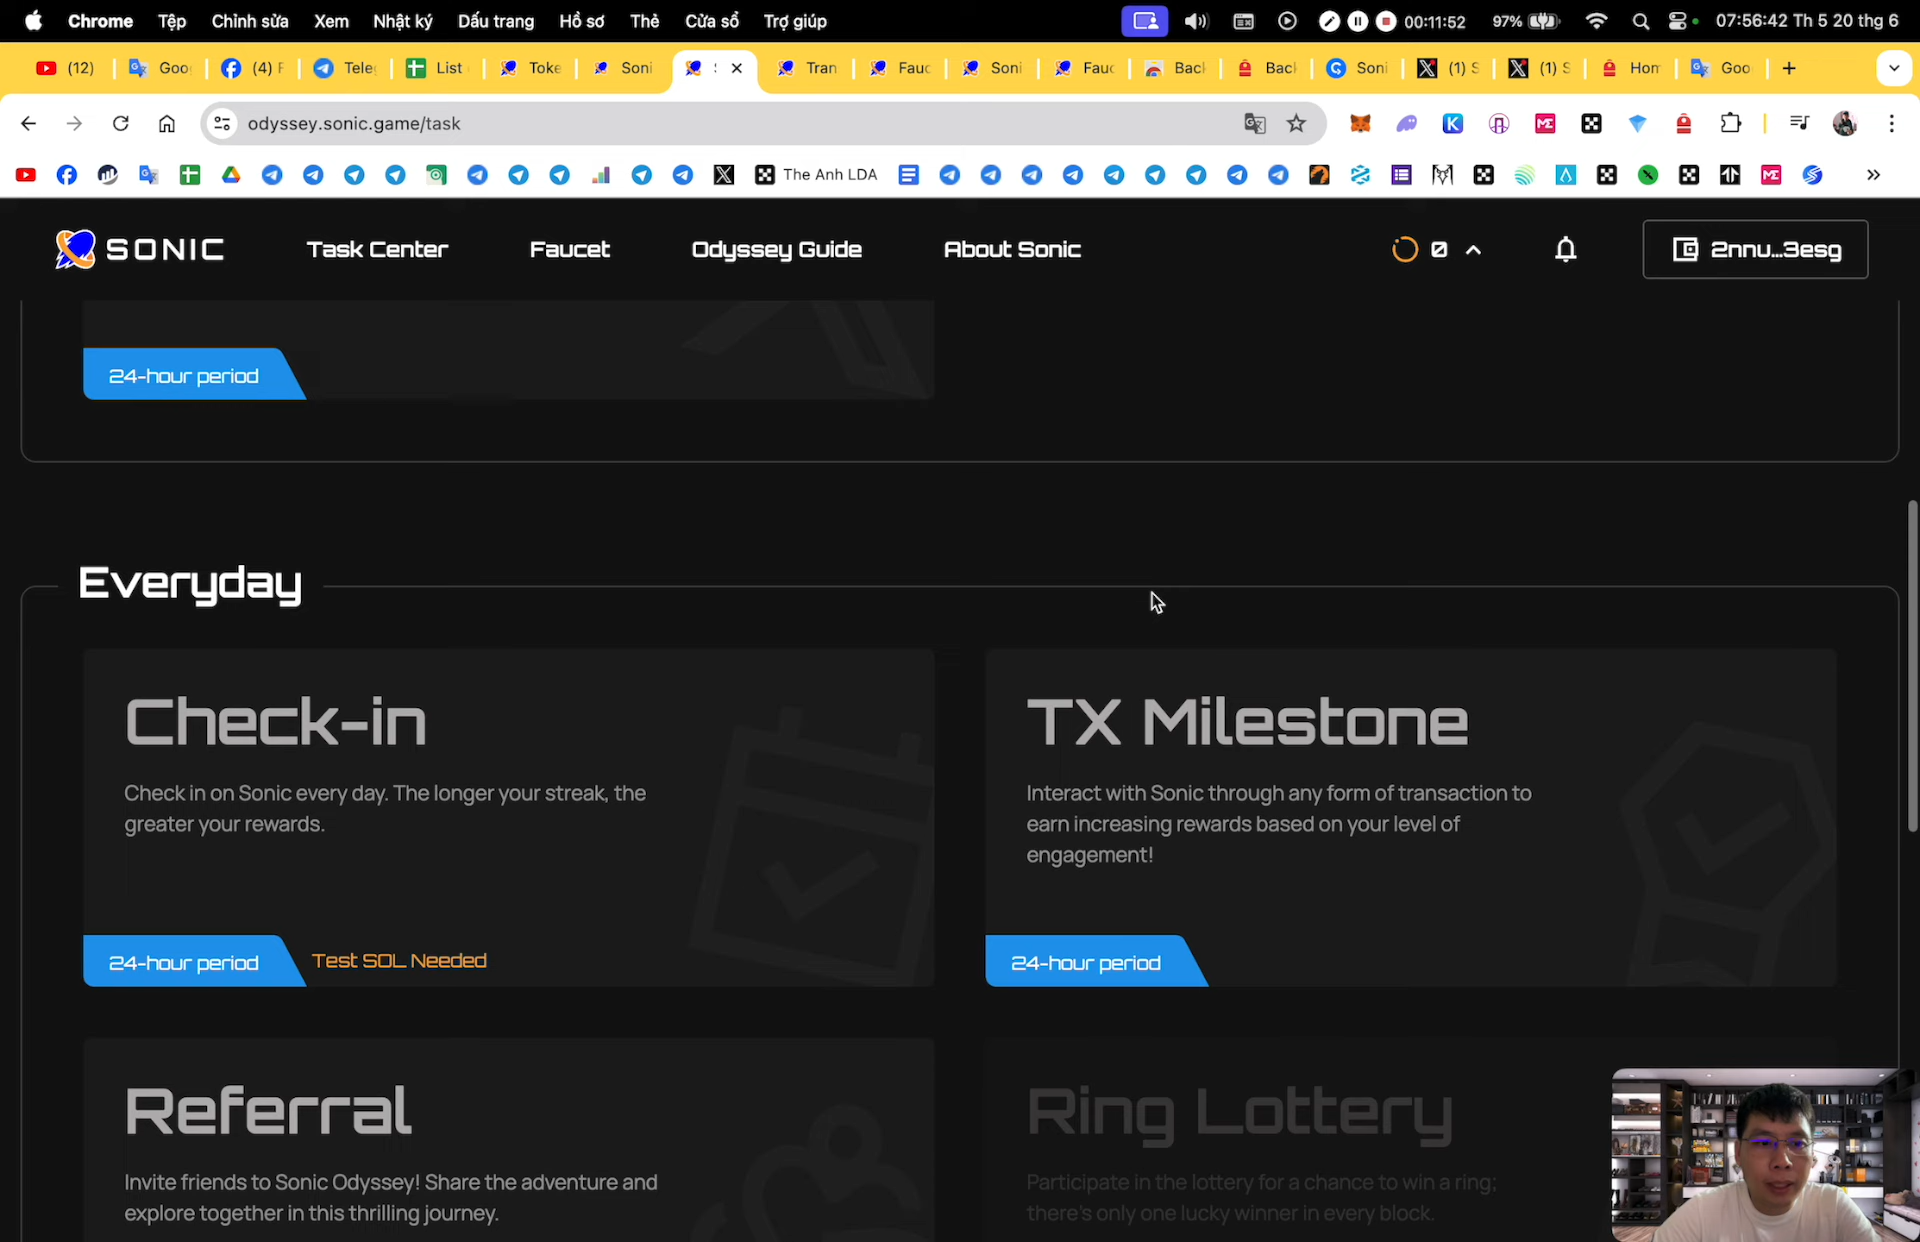 Chrome Tệp Chỉnh sửa Xem Nhật ký Dấu trang Hồ sơ Thẻ Cửa sổ Trợ giúp 00:11:52 97% 07:56:42 Th 5 20 thg 6
(12) Goo (4) F Tele List Toke Soni Tran Fauc Soni Fauc Back Back Soni (1) S (1) S Hom Goo
odyssey.sonic.game/task
The Anh LDA
SONIC Task Center Faucet Odyssey Guide About Sonic 0 2nnu...3esg
24-hour period
Everyday
Check-in
Check in on Sonic every day. The longer your streak, the
greater your rewards.
24-hour period Test SOL Needed
TX Milestone
Interact with Sonic through any form of transaction to
earn increasing rewards based on your level of
engagement!
24-hour period
Referral
Invite friends to Sonic Odyssey! Share the adventure and
explore together in this thrilling journey.
Ring Lottery
Participate in the lottery for a chance to win a ring;
there's only one lucky winner in every block.